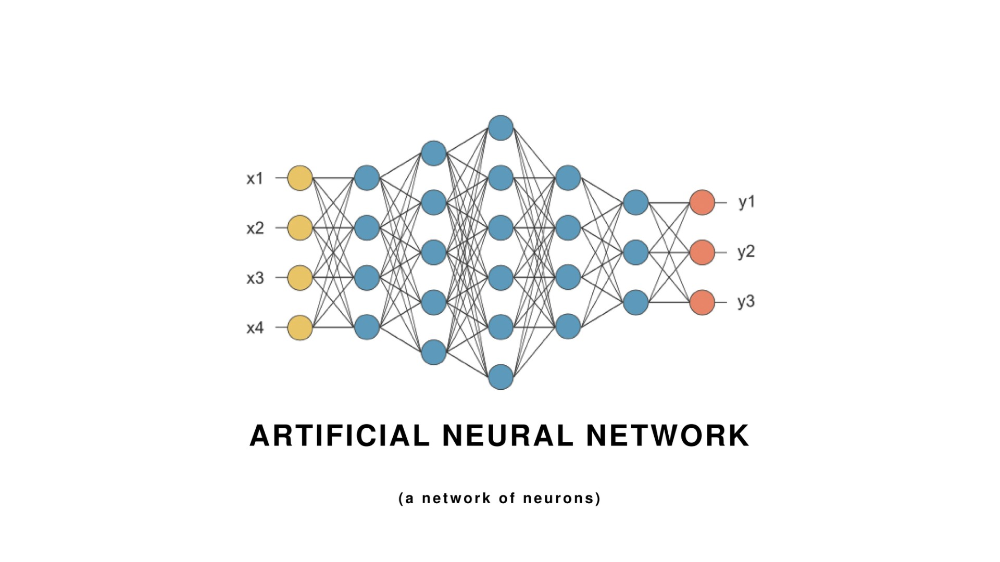 x1
x2
x3
x4
y1
y2
y3
ARTIFICIAL NEURAL NETWORK
(a network of neurons)